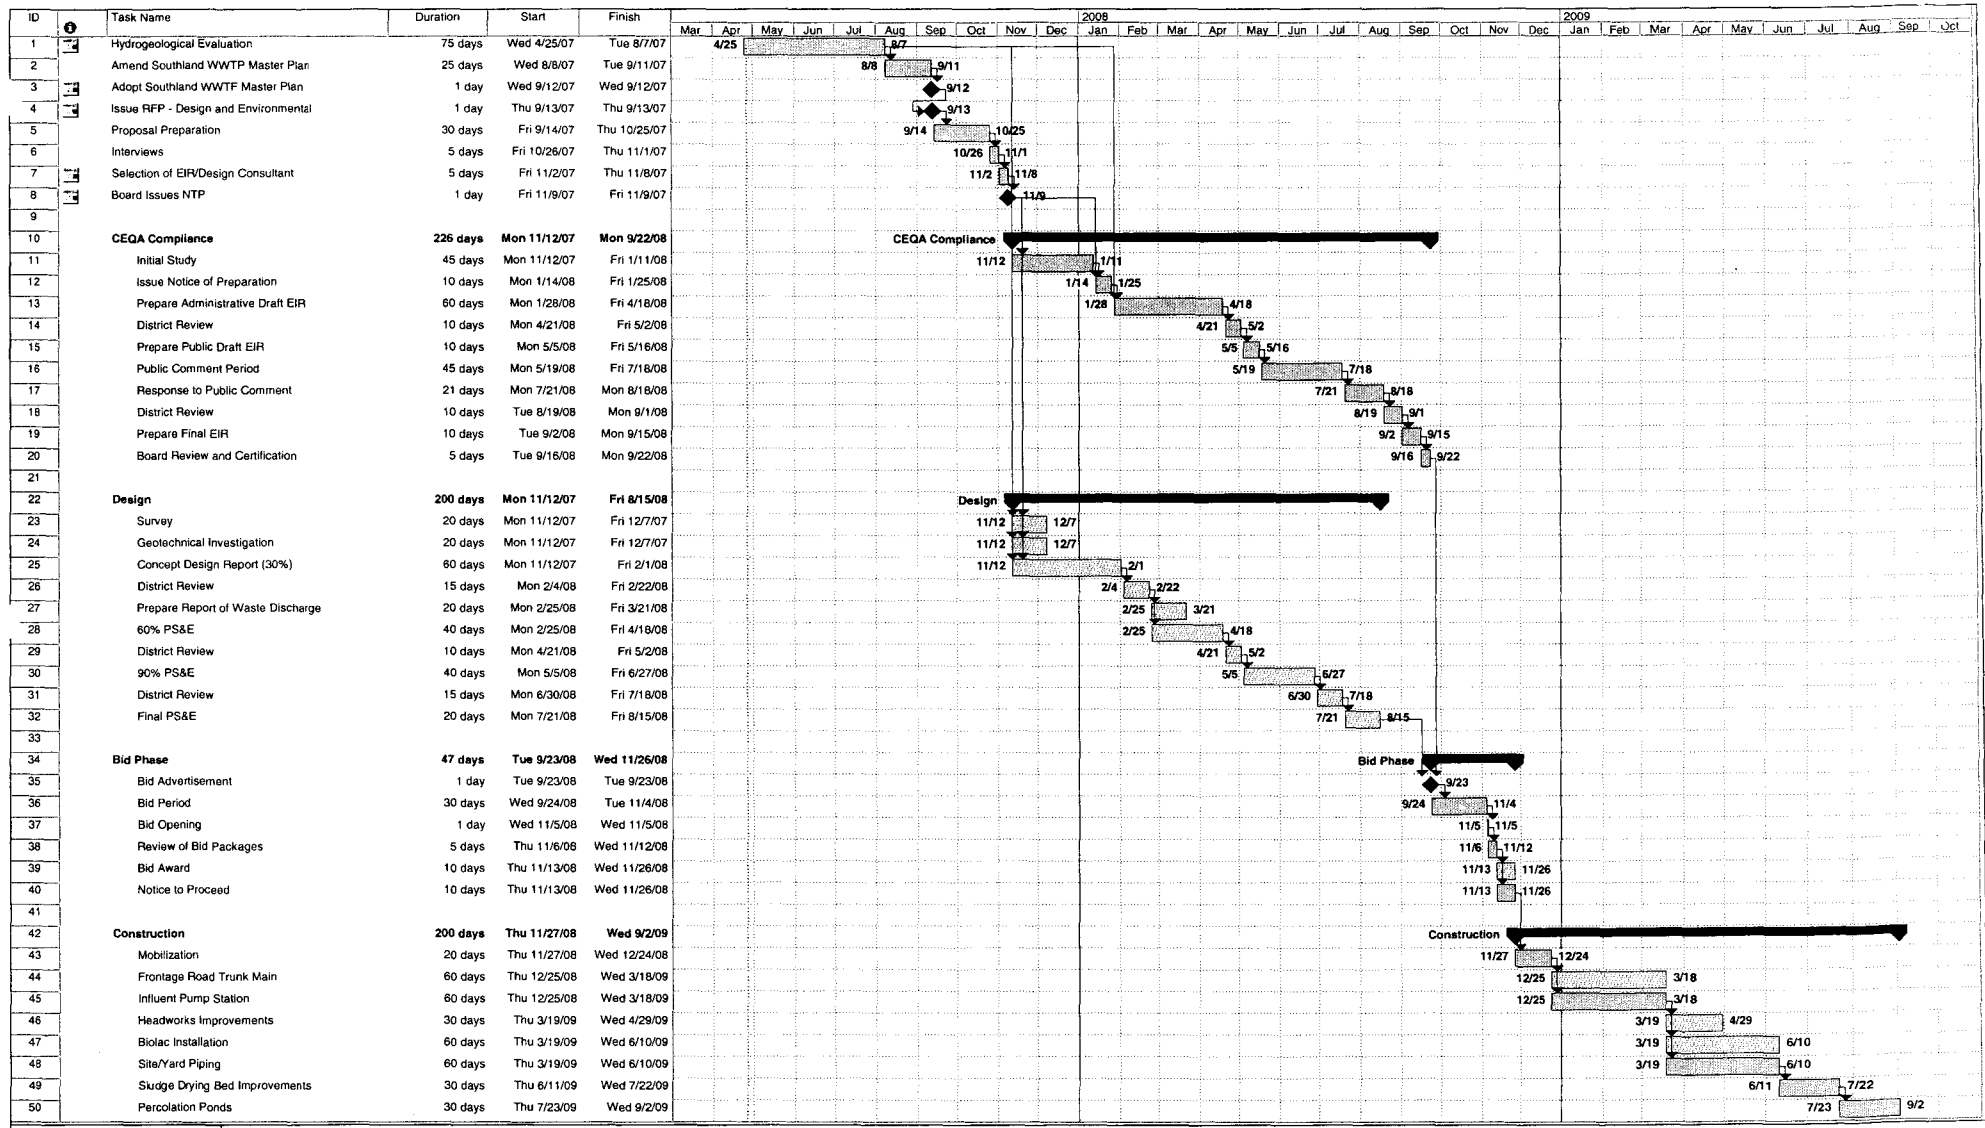 ID Task Name Duration Start Finish
2008 2009
Mar Apr May Jun Jul Aug Sep Oct Nov Dec Jan Feb Mar Apr May Jun Jul Aug Sep Oct Nov Dec Jan Feb Mar Apr May Jun Jul Aug Sep Oct
1 Hydrogeological Evaluation 75 days Wed 4/25/07 Tue 8/7/07 4/25 8/7
2 Amend Southland WWTP Master Plan 25 days Wed 8/8/07 Tue 9/11/07 8/8 9/11
3 Adopt Southland WWTF Master Plan 1 day Wed 9/12/07 Wed 9/12/07 9/12
4 Issue RFP - Design and Environmental 1 day Thu 9/13/07 Thu 9/13/07 9/13
5 Proposal Preparation 30 days Fri 9/14/07 Thu 10/25/07 9/14 10/25
6 Interviews 5 days Fri 10/26/07 Thu 11/1/07 10/26 11/1
7 Selection of EIR/Design Consultant 5 days Fri 11/2/07 Thu 11/8/07 11/2 11/8
8 Board Issues NTP 1 day Fri 11/9/07 Fri 11/9/07 11/9
9
10 CEQA Compliance 226 days Mon 11/12/07 Mon 9/22/08 CEQA Compliance
11 Initial Study 45 days Mon 11/12/07 Fri 1/11/08 11/12 1/11
12 Issue Notice of Preparation 10 days Mon 1/14/08 Fri 1/25/08 1/14 1/25
13 Prepare Administrative Draft EIR 60 days Mon 1/28/08 Fri 4/18/08 1/28 4/18
14 District Review 10 days Mon 4/21/08 Fri 5/2/08 4/21 5/2
15 Prepare Public Draft EIR 10 days Mon 5/5/08 Fri 5/16/08 5/5 5/16
16 Public Comment Period 45 days Mon 5/19/08 Fri 7/18/08 5/19 7/18
17 Response to Public Comment 21 days Mon 7/21/08 Mon 8/18/08 7/21 8/18
18 District Review 10 days Tue 8/19/08 Mon 9/1/08 8/19 9/1
19 Prepare Final EIR 10 days Tue 9/2/08 Mon 9/15/08 9/2 9/15
20 Board Review and Certification 5 days Tue 9/16/08 Mon 9/22/08 9/16 9/22
21
22 Design 200 days Mon 11/12/07 Fri 8/15/08 Design
23 Survey 20 days Mon 11/12/07 Fri 12/7/07 11/12 12/7
24 Geotechnical Investigation 20 days Mon 11/12/07 Fri 12/7/07 11/12 12/7
25 Concept Design Report (30%) 60 days Mon 11/12/07 Fri 2/1/08 11/12 2/1
26 District Review 15 days Mon 2/4/08 Fri 2/22/08 2/4 2/22
27 Prepare Report of Waste Discharge 20 days Mon 2/25/08 Fri 3/21/08 2/25 3/21
28 60% PS&E 40 days Mon 2/25/08 Fri 4/18/08 2/25 4/18
29 District Review 10 days Mon 4/21/08 Fri 5/2/08 4/21 5/2
30 90% PS&E 40 days Mon 5/5/08 Fri 6/27/08 5/5 6/27
31 District Review 15 days Mon 6/30/08 Fri 7/18/08 6/30 7/18
32 Final PS&E 20 days Mon 7/21/08 Fri 8/15/08 7/21 8/15
33
34 Bid Phase 47 days Tue 9/23/08 Wed 11/26/08 Bid Phase
35 Bid Advertisement 1 day Tue 9/23/08 Tue 9/23/08 9/23
36 Bid Period 30 days Wed 9/24/08 Tue 11/4/08 9/24 11/4
37 Bid Opening 1 day Wed 11/5/08 Wed 11/5/08 11/5 11/5
38 Review of Bid Packages 5 days Thu 11/6/08 Wed 11/12/08 11/6 11/12
39 Bid Award 10 days Thu 11/13/08 Wed 11/26/08 11/13 11/26
40 Notice to Proceed 10 days Thu 11/13/08 Wed 11/26/08 11/13 11/26
41
42 Construction 200 days Thu 11/27/08 Wed 9/2/09 Construction
43 Mobilization 20 days Thu 11/27/08 Wed 12/24/08 11/27 12/24
44 Frontage Road Trunk Main 60 days Thu 12/25/08 Wed 3/18/09 12/25 3/18
45 Influent Pump Station 60 days Thu 12/25/08 Wed 3/18/09 12/25 3/18
46 Headworks Improvements 30 days Thu 3/19/09 Wed 4/29/09 3/19 4/29
47 Biolac Installation 60 days Thu 3/19/09 Wed 6/10/09 3/19 6/10
48 Site/Yard Piping 60 days Thu 3/19/09 Wed 6/10/09 3/19 6/10
49 Sludge Drying Bed Improvements 30 days Thu 6/11/09 Wed 7/22/09 6/11 7/22
50 Percolation Ponds 30 days Thu 7/23/09 Wed 9/2/09 7/23 9/2